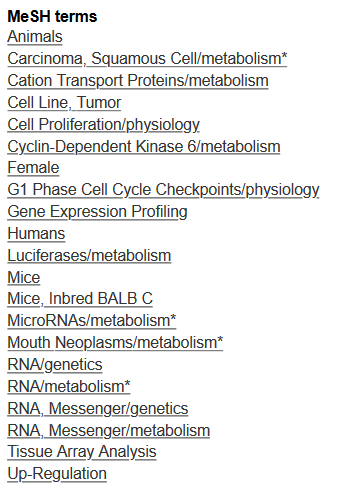 MeSH terms
Animals
Carcinoma, Squamous Cell/metabolism*
Cation Transport Proteins/metabolism
Cell Line, Tumor
Cell Proliferation/physiology
Cyclin-Dependent Kinase 6/metabolism
Female
G1 Phase Cell Cycle Checkpoints/physiology
Gene Expression Profiling
Humans
Luciferases/metabolism
Mice
Mice, Inbred BALB C
MicroRNAs/metabolism*
Mouth Neoplasms/metabolism*
RNA/genetics
RNA/metabolism*
RNA, Messenger/genetics
RNA, Messenger/metabolism
Tissue Array Analysis
Up-Regulation